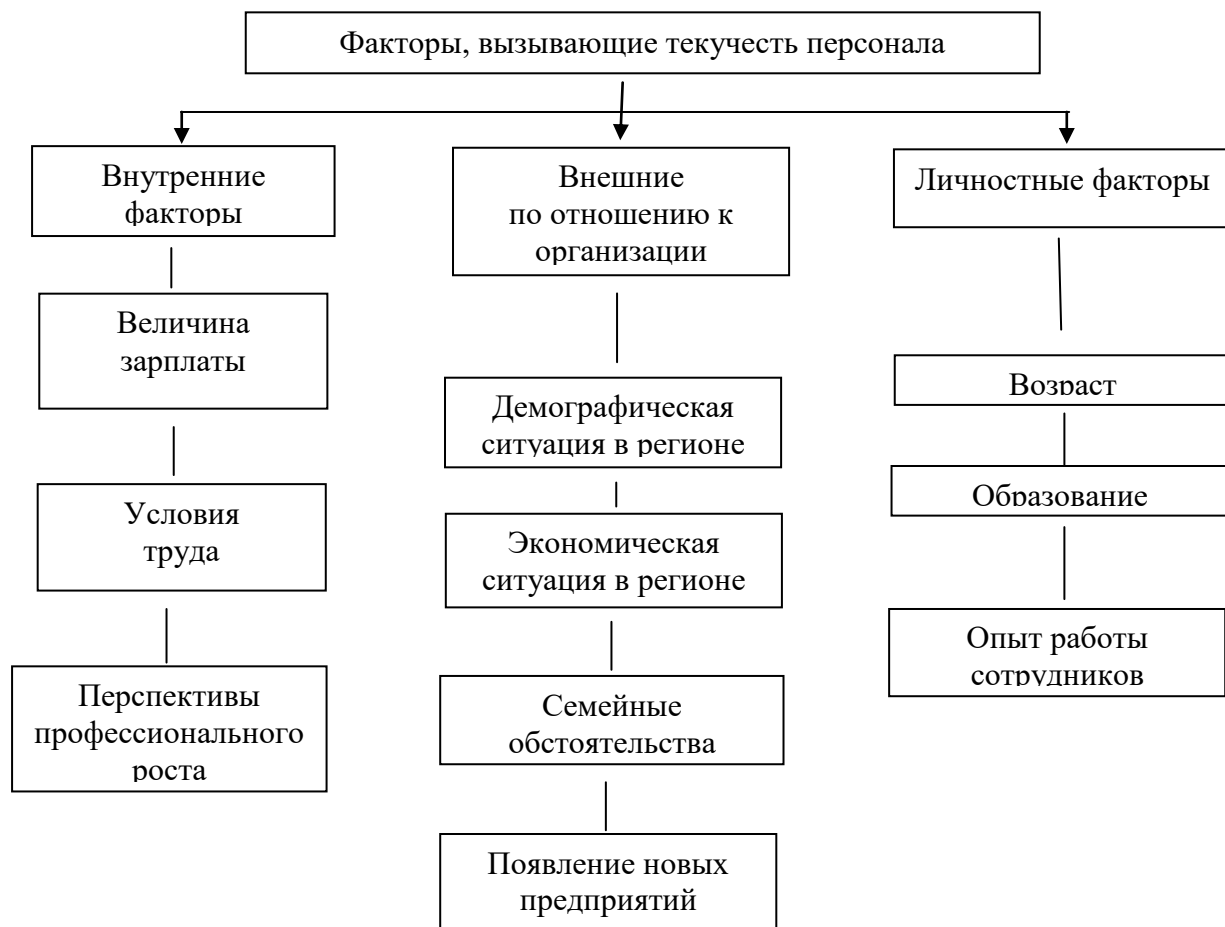 Факторы, вызывающие текучесть персонала
Внутренние
факторы
Величина
зарплаты
Условия
труда
Перспективы
профессионального
роста
Внешние
по отношению к
организации
Демографическая
ситуация в регионе
Экономическая
ситуация в регионе
Семейные
обстоятельства
Появление новых
предприятий
Личностные факторы
Возраст
Образование
Опыт работы
сотрудников